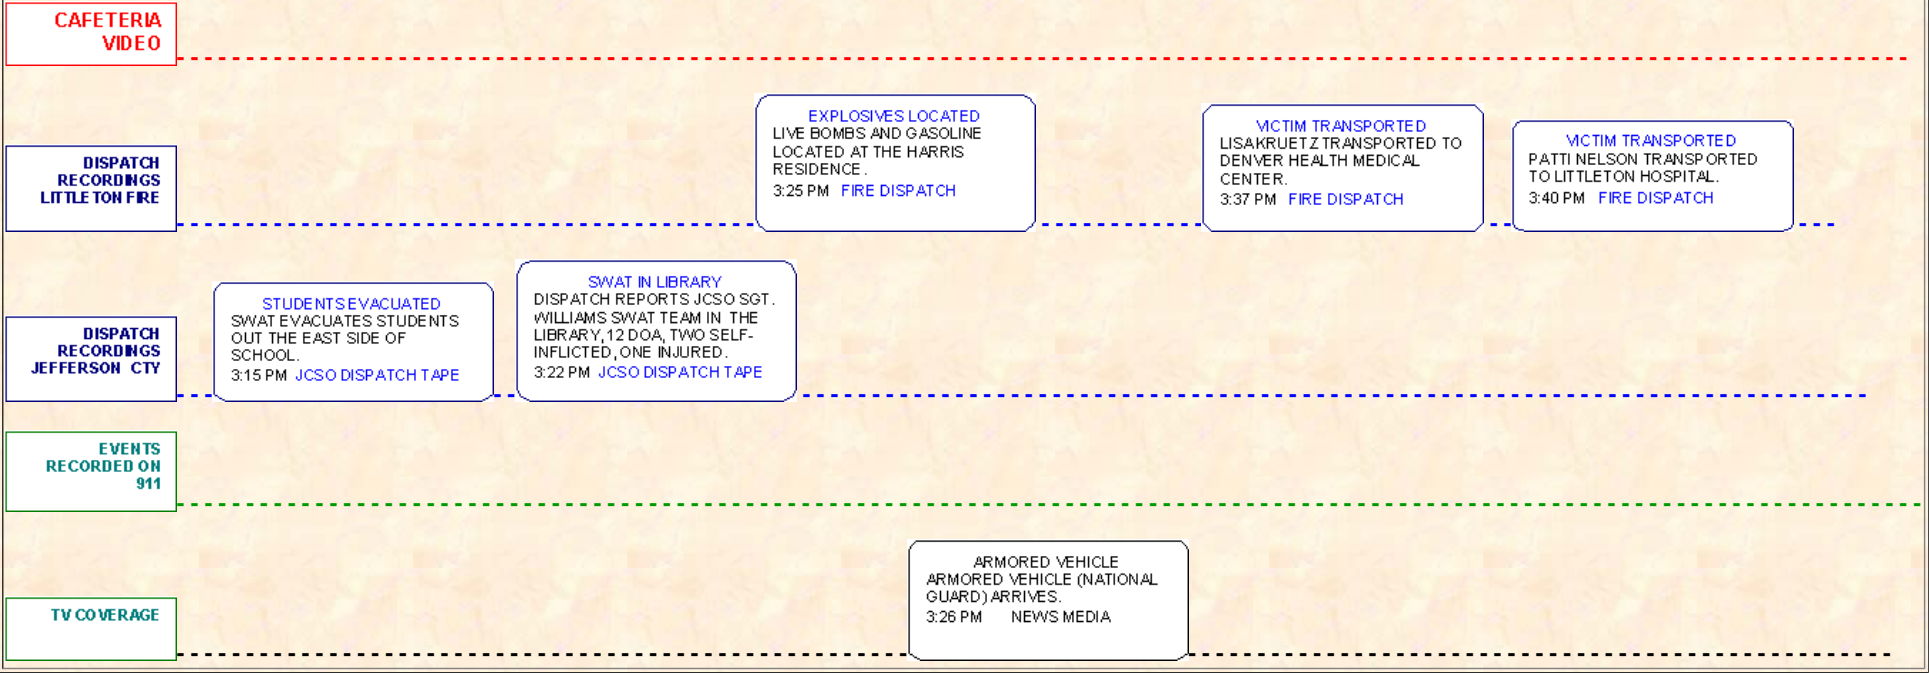 CAFETERIA
VIDEO
EXPLOSIVES LOCATED
LIVE BOMBS AND GASOLINE
LOCATED AT THE HARRIS
RESIDENCE.
3:25 PM FIRE DISPATCH
VICTIM TRANSPORTED
LISA KRUETZ TRANSPORTED TO
DENVER HEALTH MEDICAL
CENTER.
3:37 PM FIRE DISPATCH
VICTIM TRANSPORTED
PATTI NELSON TRANSPORTED
TO LITTLETON HOSPITAL.
3:40 PM FIRE DISPATCH
DISPATCH
RECORDINGS
LITTLETON FIRE
STUDENTS EVACUATED
SWAT EVACUATES STUDENTS
OUT THE EAST SIDE OF
SCHOOL.
3:15 PM JCSO DISPATCH TAPE
SWAT IN LIBRARY
DISPATCH REPORTS JCSO SGT.
WILLIAMS SWAT TEAM IN THE
LIBRARY, 12 DOA, TWO SELF-
INFLICTED, ONE INJURED.
3:22 PM JCSO DISPATCH TAPE
DISPATCH
RECORDINGS
JEFFERSON CTY
EVENTS
RECORDED ON
911
ARMORED VEHICLE
ARMORED VEHICLE (NATIONAL
GUARD) ARRIVES.
3:26 PM NEWS MEDIA
TV COVERAGE